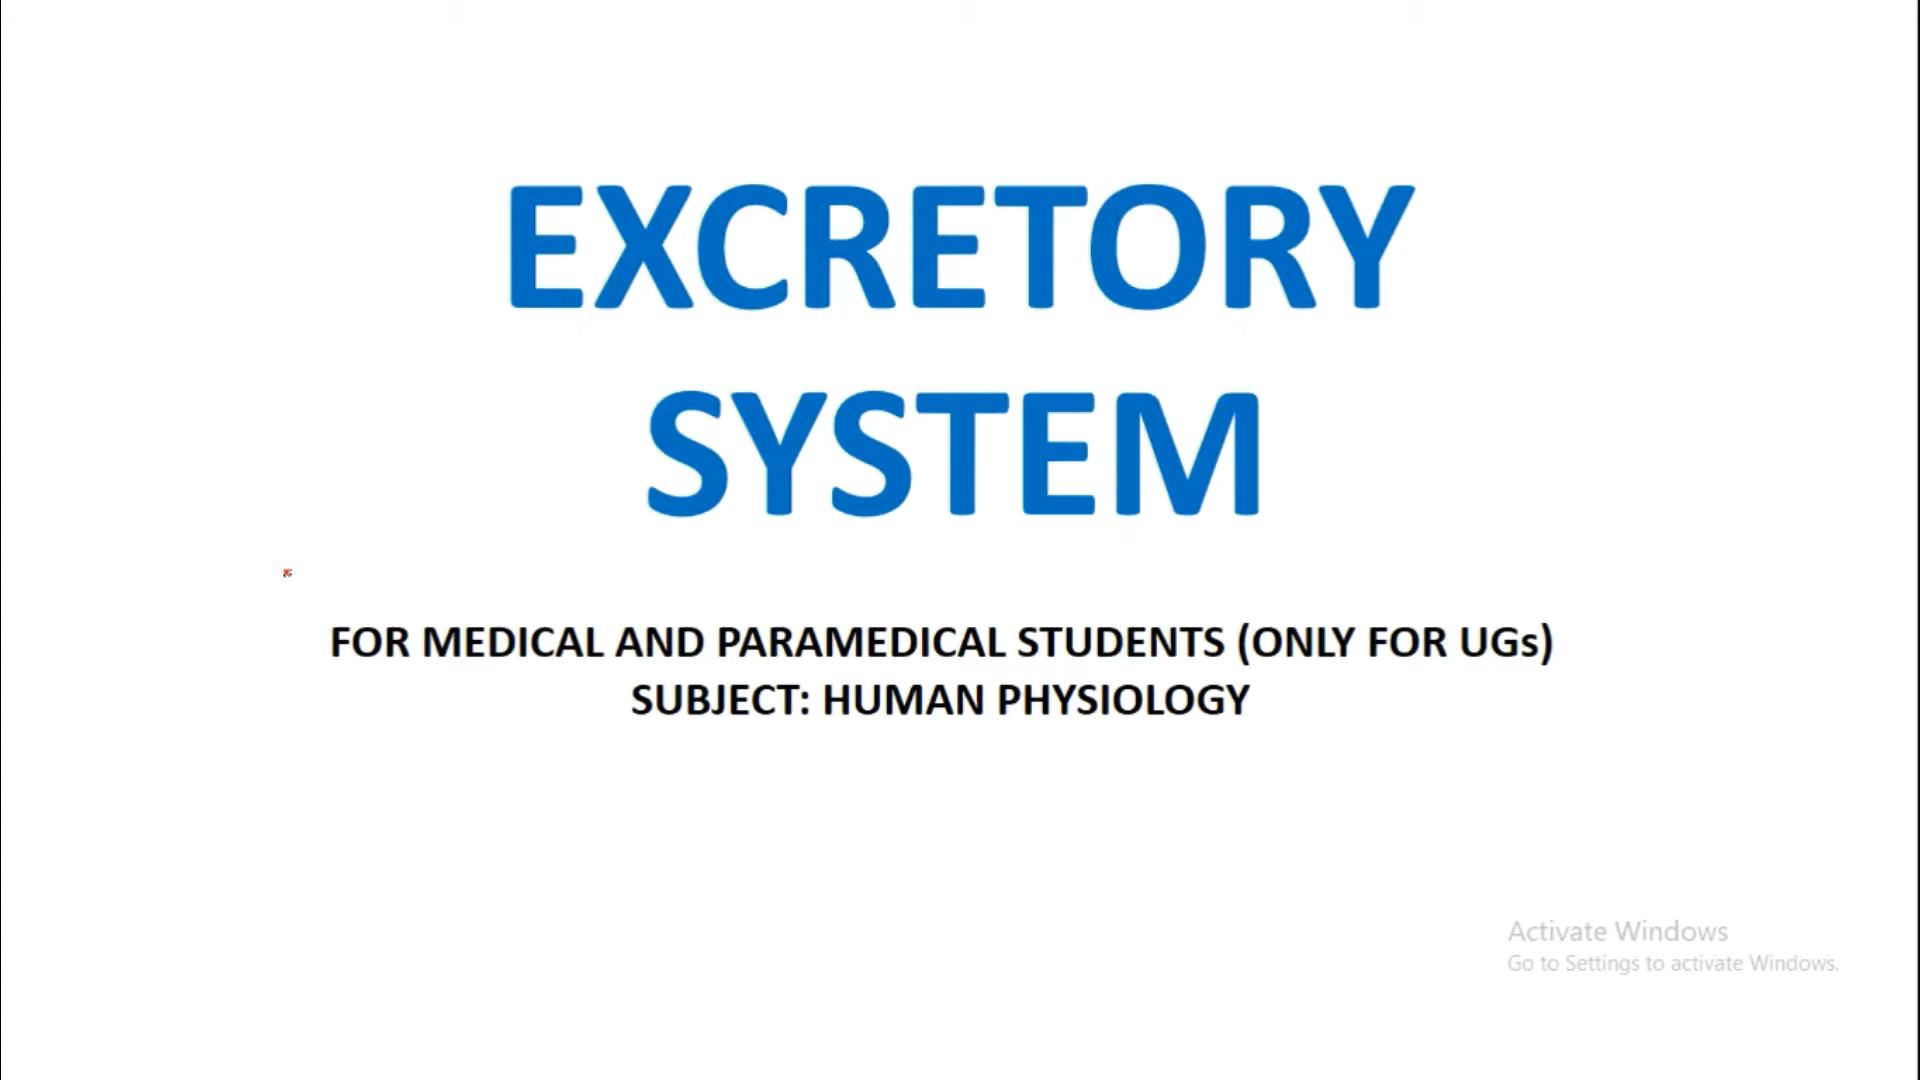 EXCRETORY
SYSTEM
FOR MEDICAL AND PARAMEDICAL STUDENTS (ONLY FOR UGs)
SUBJECT: HUMAN PHYSIOLOGY
Activate Windows
Go to Settings to activate Windows.